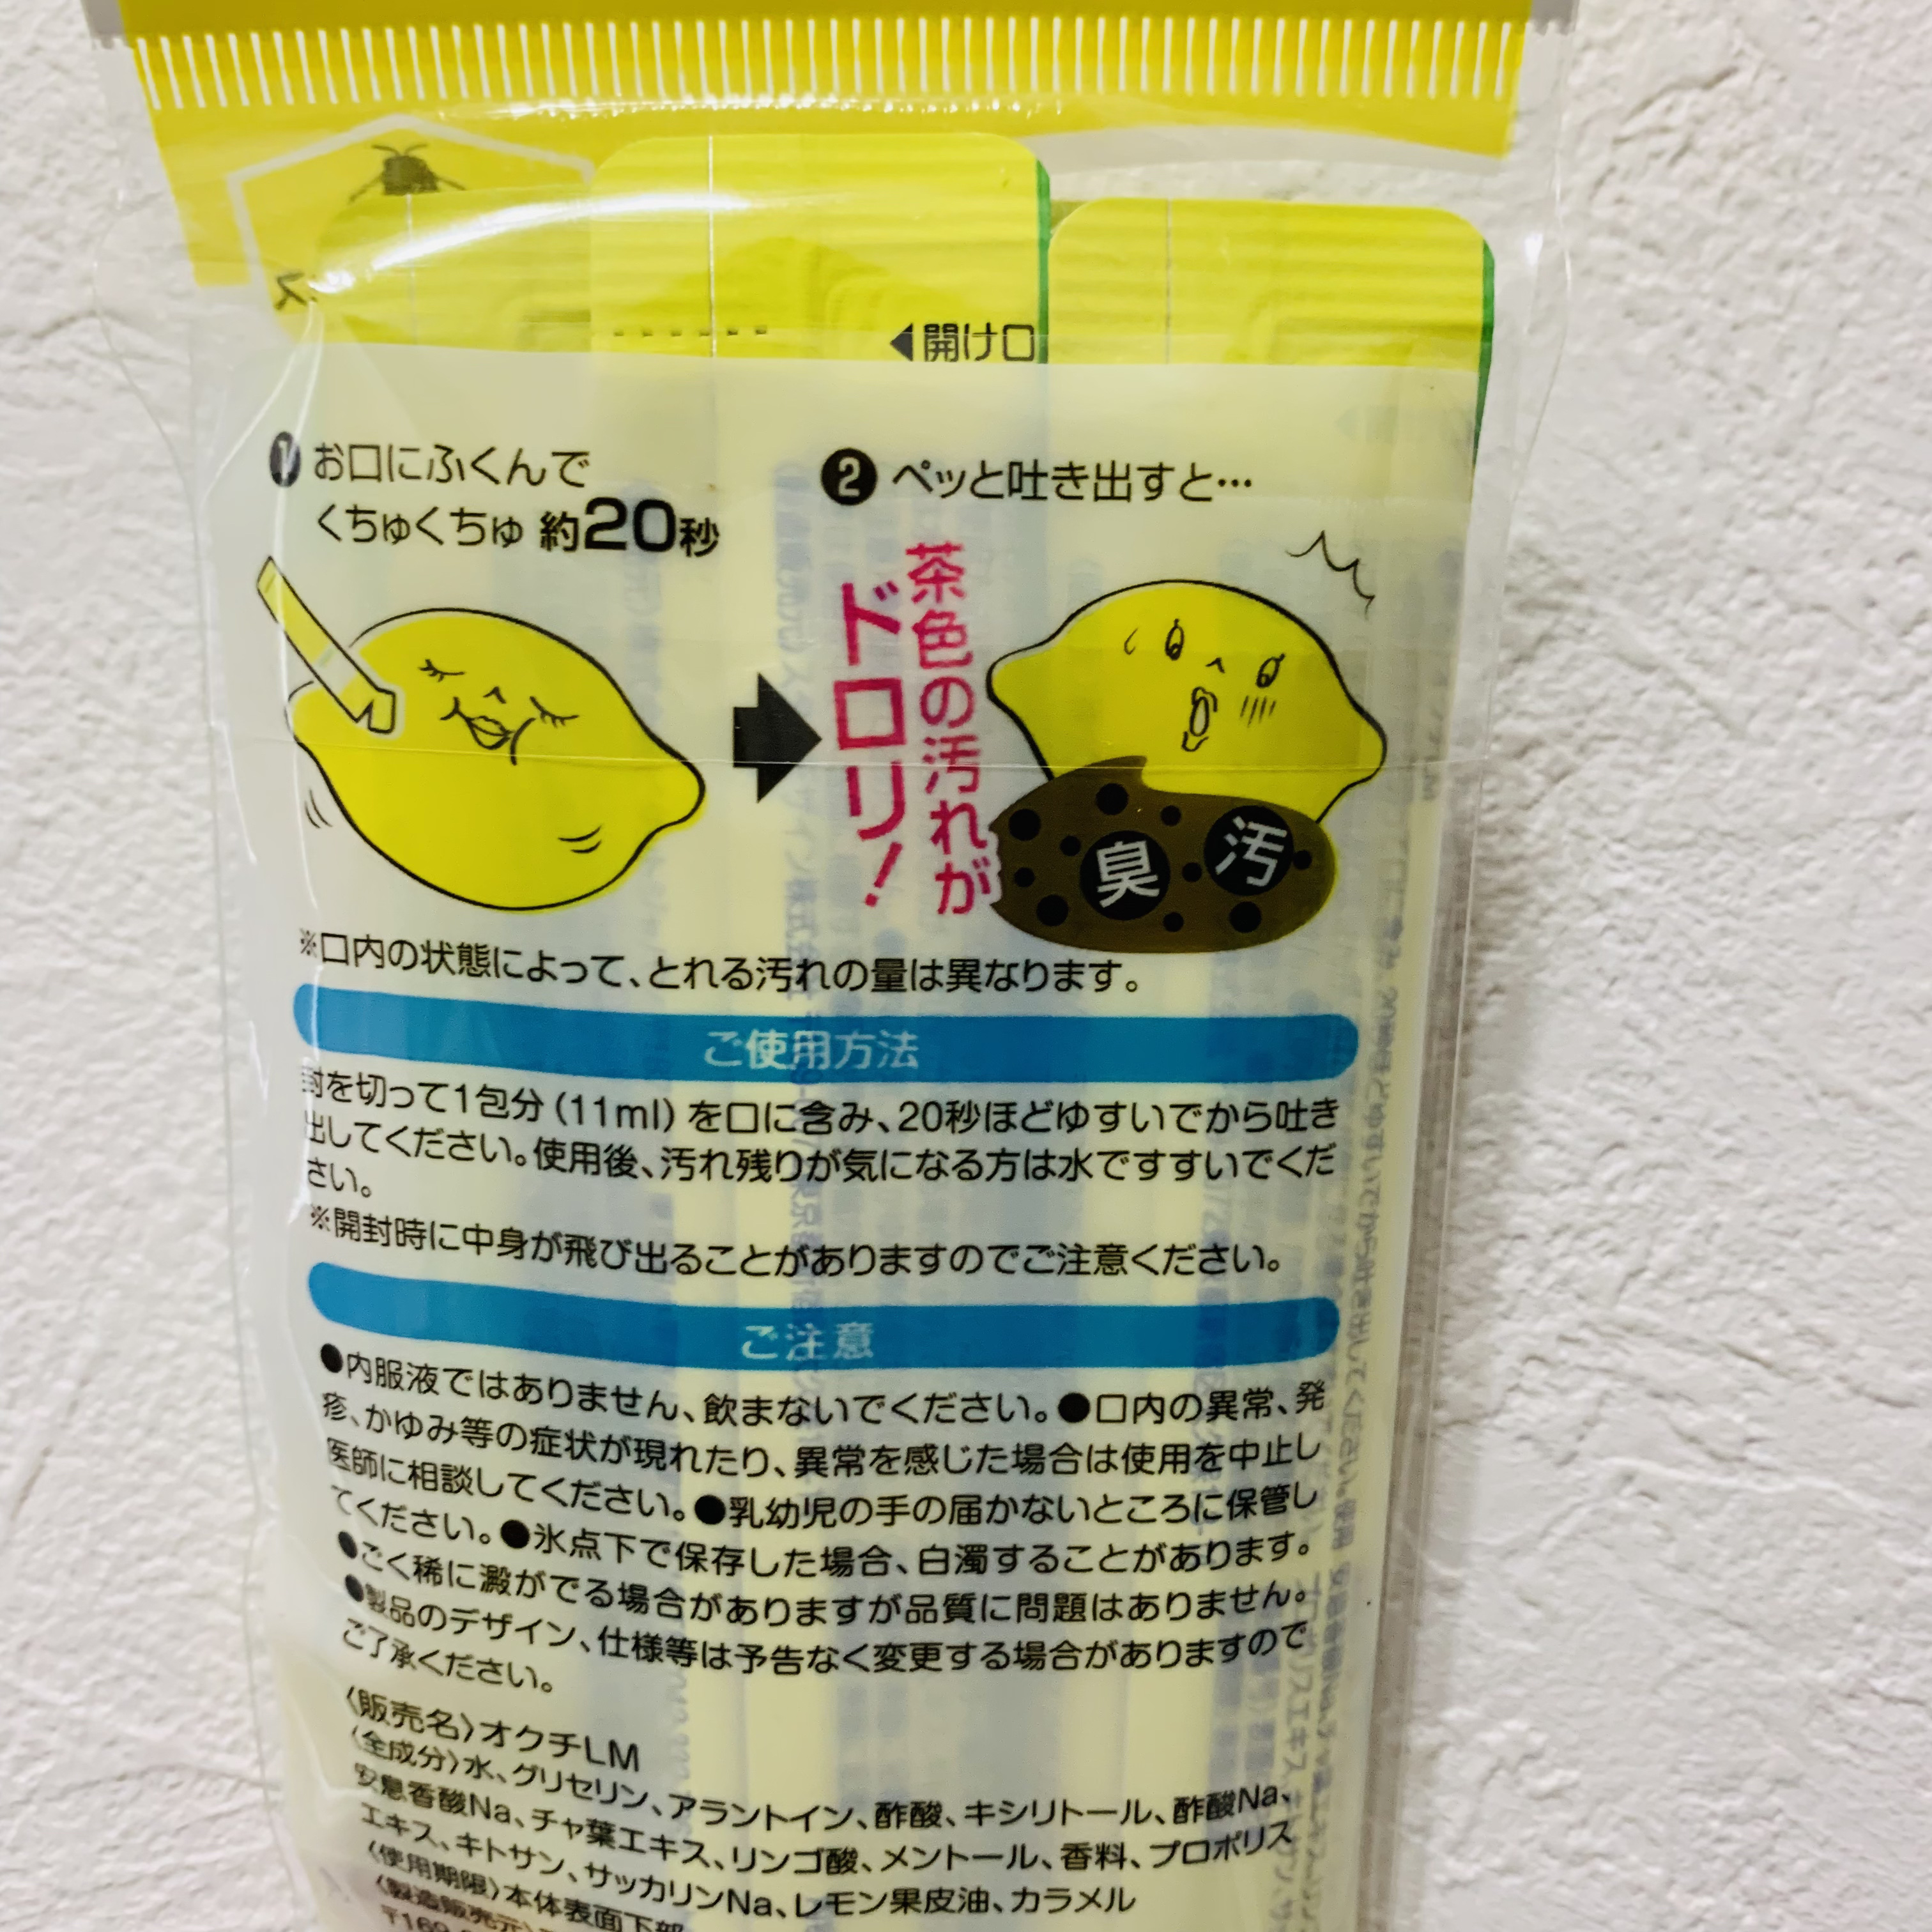 ス
◀開け口
❶お口にふくんで
くちゅくちゅ 約20秒
❷ペッと吐き出すと…
茶色の汚れが
ドロリ!
臭
汚
※口内の状態によって、とれる汚れの量は異なります。
ご使用方法
封を切って1包分(11ml)を口に含み、20秒ほどゆすいでから吐き
出してください。使用後、汚れ残りが気になる方は水ですすいでくだ
さい。
※開封時に中身が飛び出ることがありますのでご注意ください。
ご注意
●内服液ではありません、飲まないでください。●口内の異常、発
疹、かゆみ等の症状が現れたり、異常を感じた場合は使用を中止し
医師に相談してください。●乳幼児の手の届かないところに保管し
てください。●氷点下で保存した場合、白濁することがあります。
●ごく稀に澱がでる場合がありますが品質に問題はありません。
●製品のデザイン、仕様等は予告なく変更する場合がありますので
ご了承ください。
〈販売名〉オクチLM
〈全成分〉水、グリセリン、アラントイン、酢酸、キシリトール、酢酸Na、
安息香酸Na、チャ葉エキス、リンゴ酸、メントール、香料、プロポリス
エキス、キトサン、サッカリンNa、レモン果皮油、カラメル
〈使用期限〉本体表面下部
〈製造販売元〉
〒169